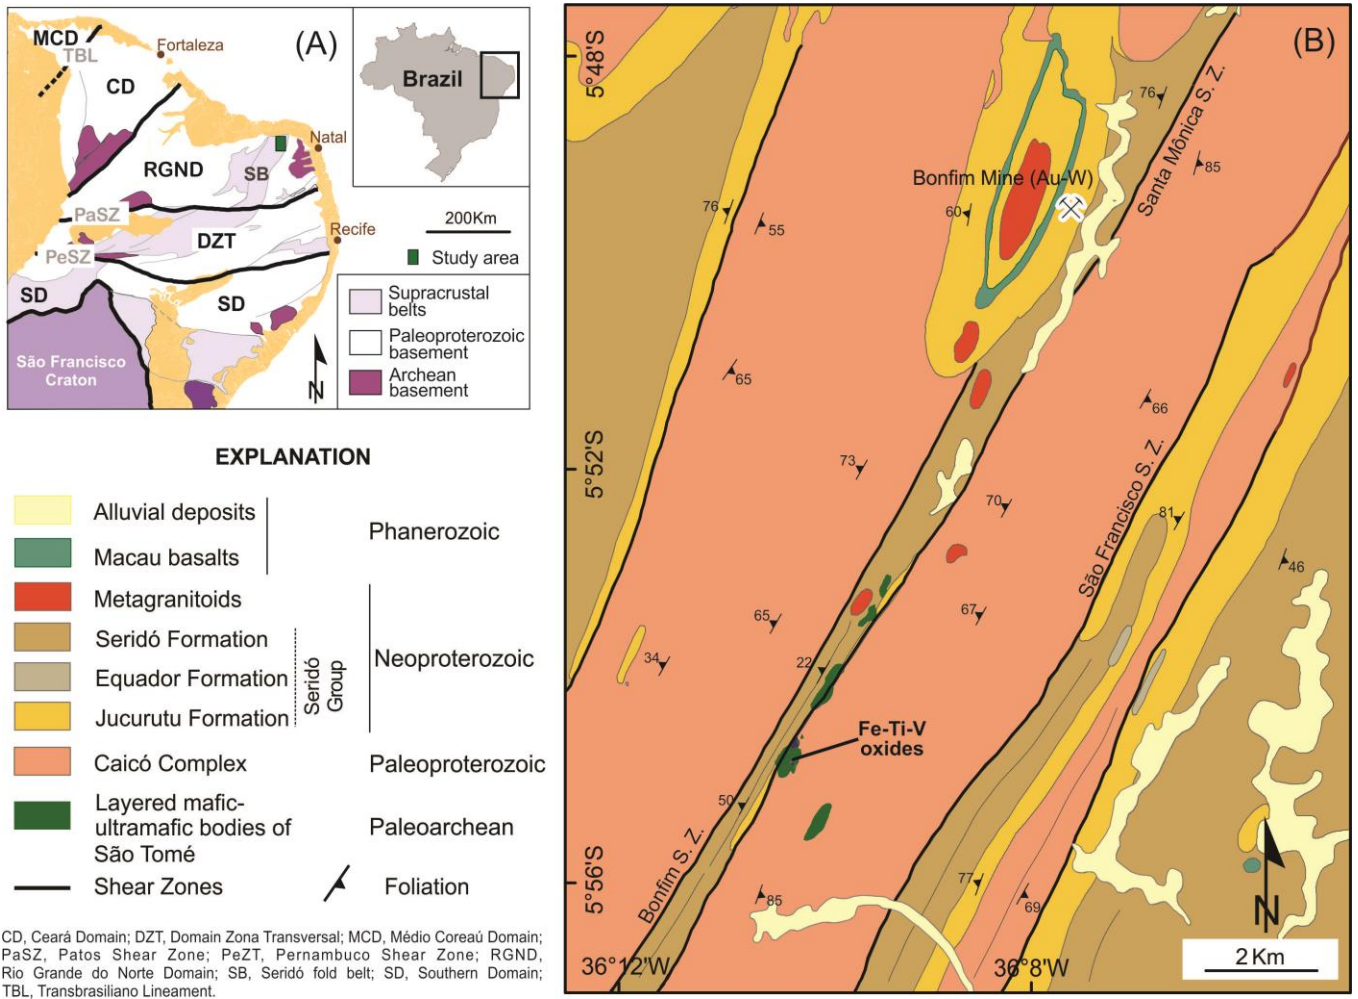 (A)
MCD
TBL
Fortaleza
CD
Brazil
RGND
Natal
SB
PaSZ
DZT
Recife
200Km
PeSZ
Study area
SD
SD
Supracrustal
belts
Paleoproterozoic
basement
São Francisco
Craton
N
Archean
basement
EXPLANATION
Alluvial deposits
Macau basalts
Phanerozoic
Metagranitoids
Seridó Formation
Equador Formation
Jucurutu Formation
Seridó
Group
Neoproterozoic
Caicó Complex
Paleoproterozoic
Layered mafic-
ultramafic bodies of
São Tomé
Paleoarchean
Shear Zones
Foliation
CD, Ceará Domain; DZT, Domain Zona Transversal; MCD, Médio Coreaú Domain;
PaSZ, Patos Shear Zone; PeZT, Pernambuco Shear Zone; RGND,
Rio Grande do Norte Domain; SB, Seridó fold belt; SD, Southern Domain;
TBL, Transbrasiliano Lineament.
(B)
5°48'S
76
Santa Mônica S. Z.
85
Bonfim Mine (Au-W)
60
76
55
65
66
5°52'S
73
70
São Francisco S. Z.
81
46
65
67
34
22
Fe-Ti-V
oxides
50
Bonfim S. Z.
5°56'S
77
85
69
N
36°12'W
36°8'W
2 Km